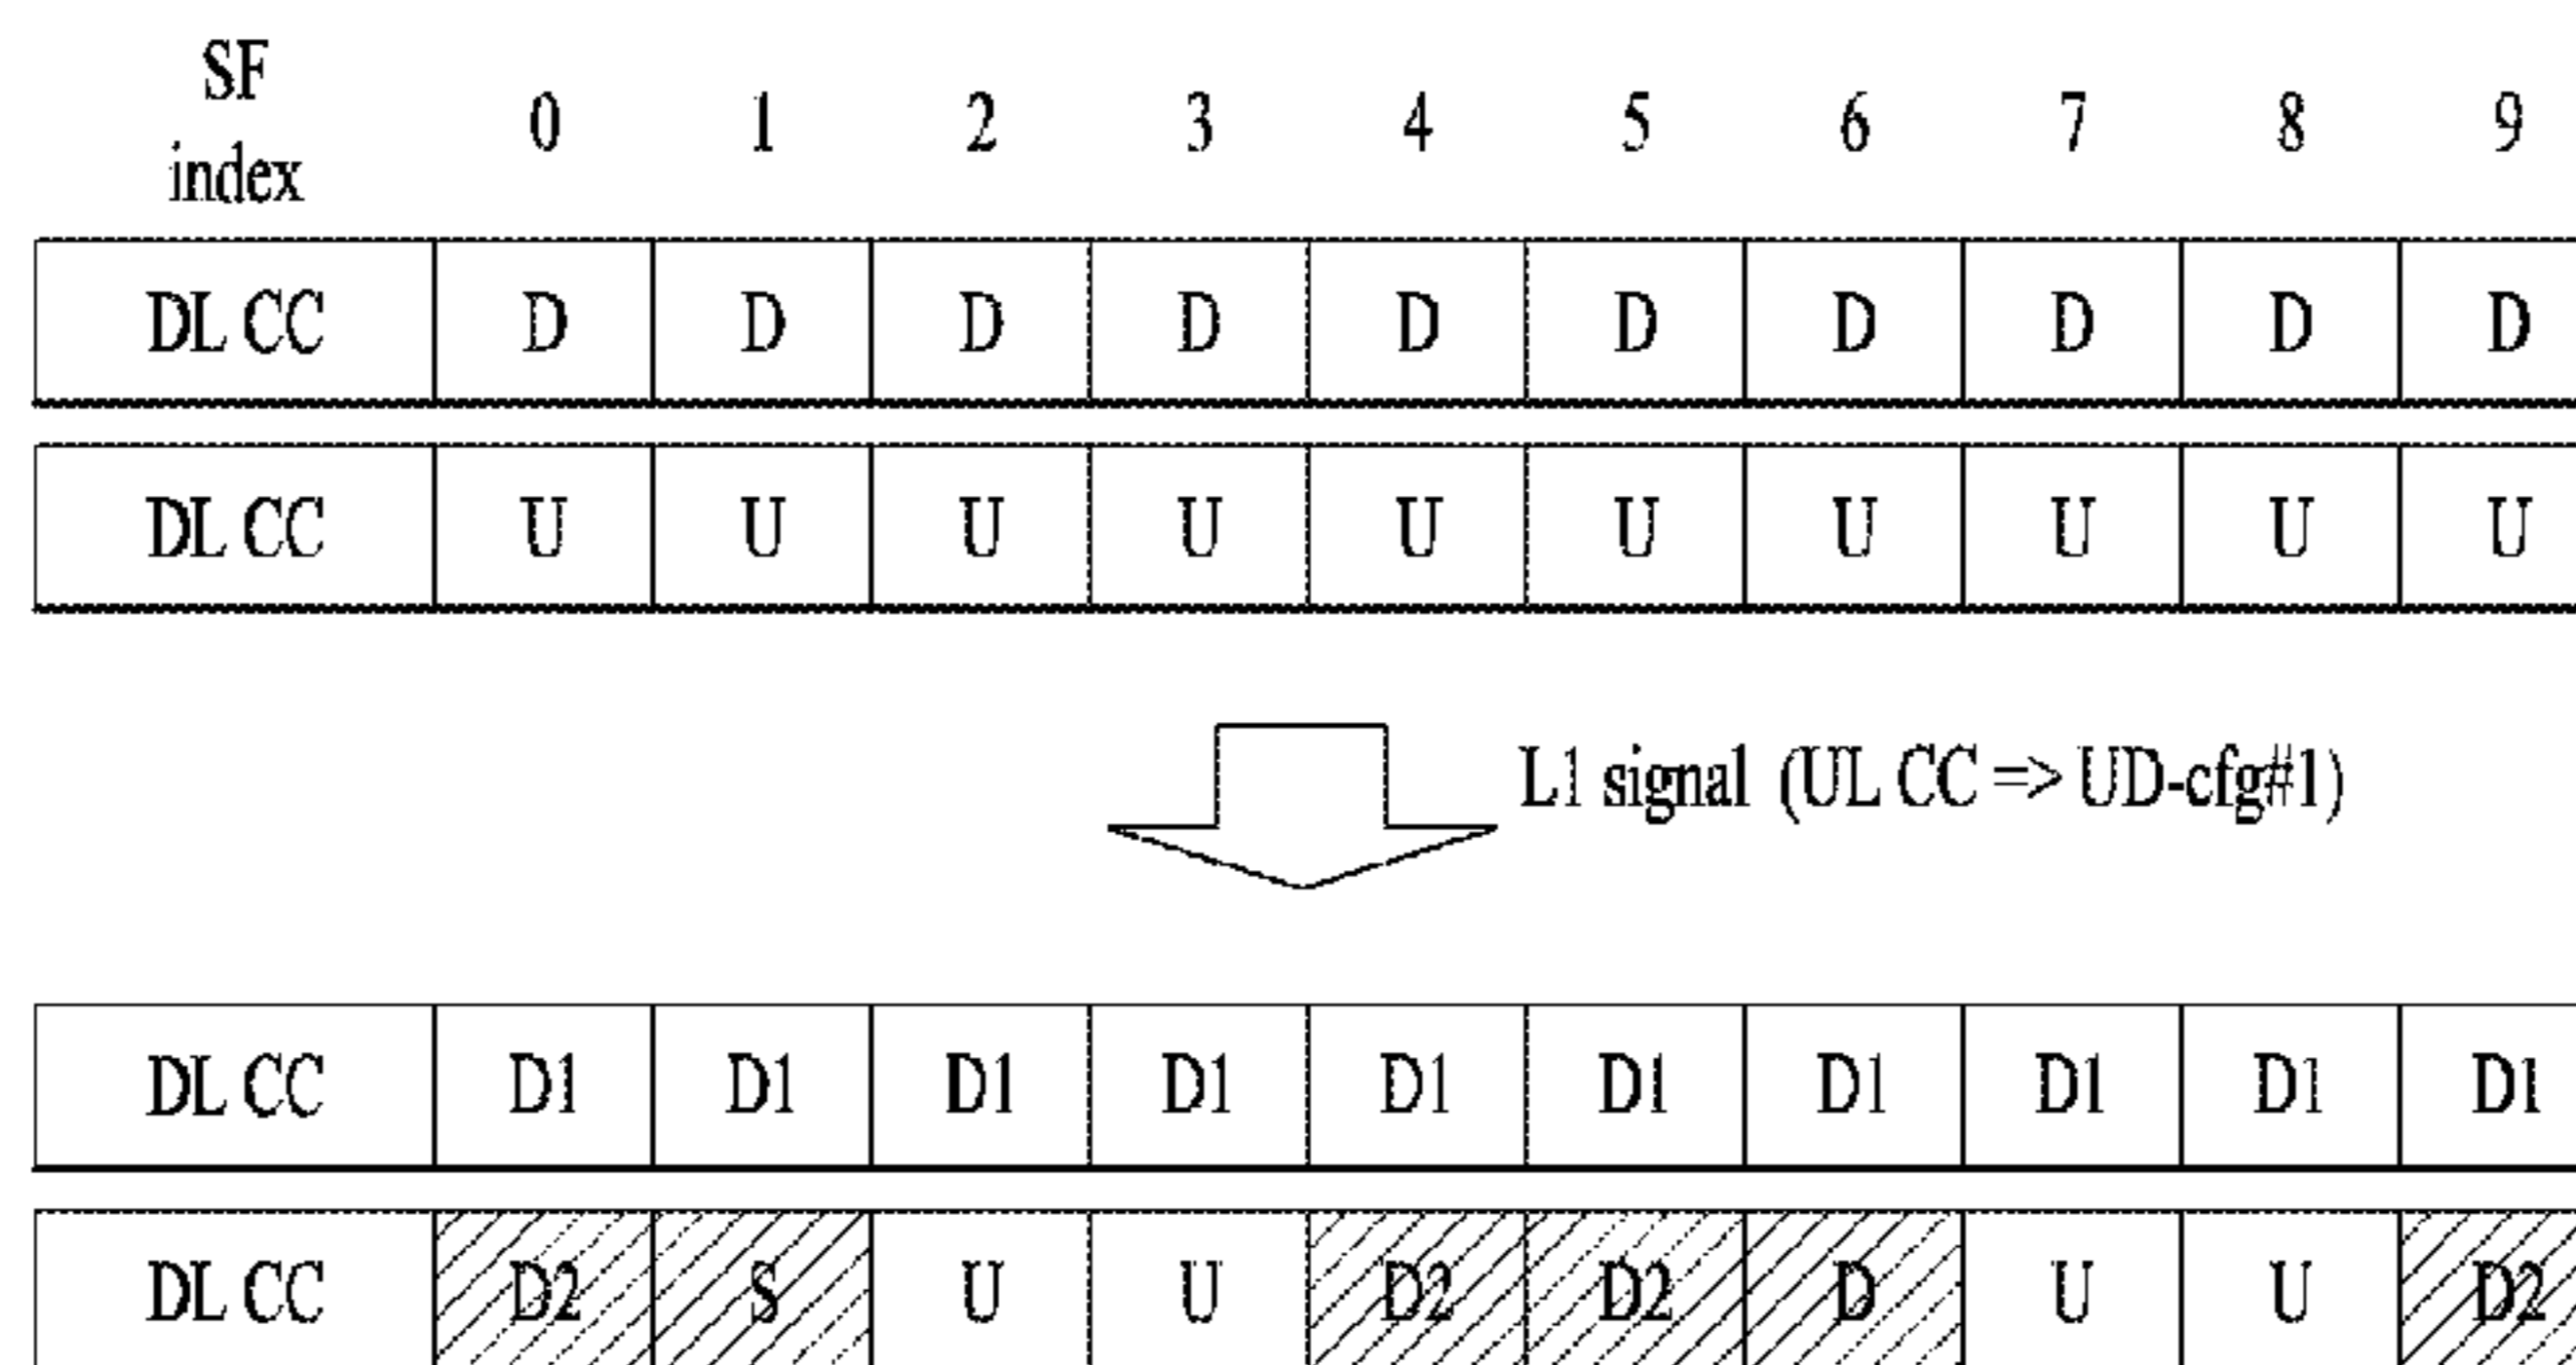 SF
index 0 1 2 3 4 5 6 7 8 9
DL CC D D D D D D D D D D
DL CC U U U U U U U U U U
L1 signal (UL CC => UD-cfg#1)
DL CC D1 D1 D1 D1 D1 D1 D1 D1 D1 D1
DL CC D2 S U U D2 D2 D U U D2